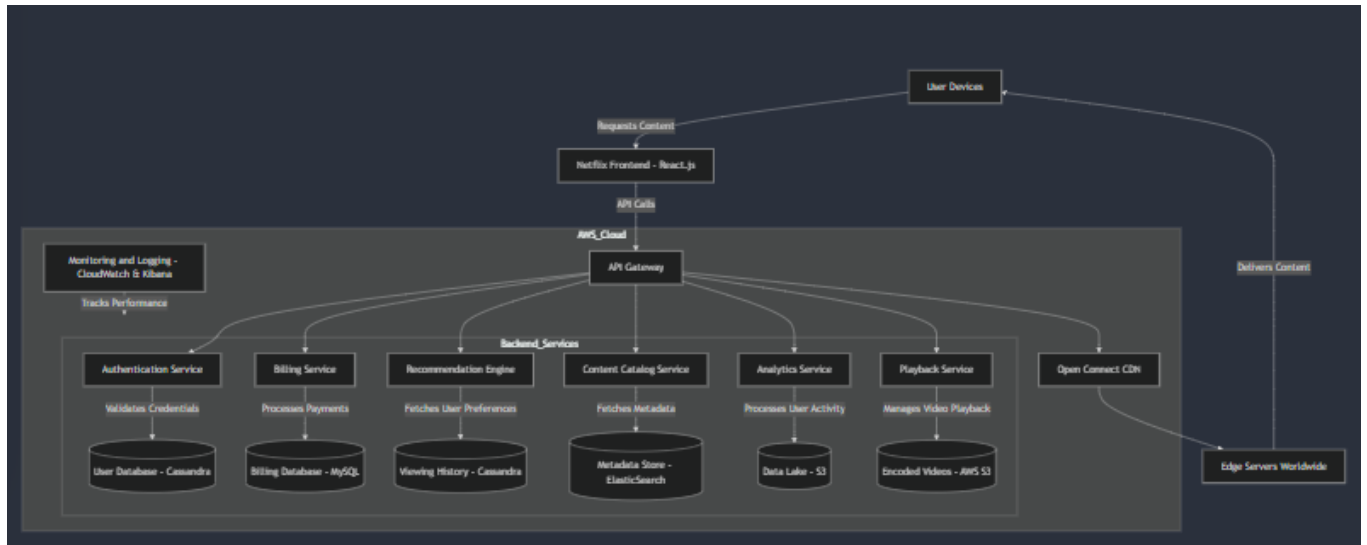 User Devices
Requests Content
Netflix Frontend - React.js
API Calls
AWS_Cloud
Monitoring and Logging -
CloudWatch & Kibana
API Gateway
Delivers Content
Tracks Performance
Backend_Services
Authentication Service
Billing Service
Recommendation Engine
Content Catalog Service
Analytics Service
Playback Service
Open Connect CDN
Validates Credentials
Processes Payments
Fetches User Preferences
Fetches Metadata
Processes User Activity
Manages Video Playback
User Database - Cassandra
Billing Database - MySQL
Viewing History - Cassandra
Metadata Store -
ElasticSearch
Data Lake - S3
Encoded Videos - AWS S3
Edge Servers Worldwide